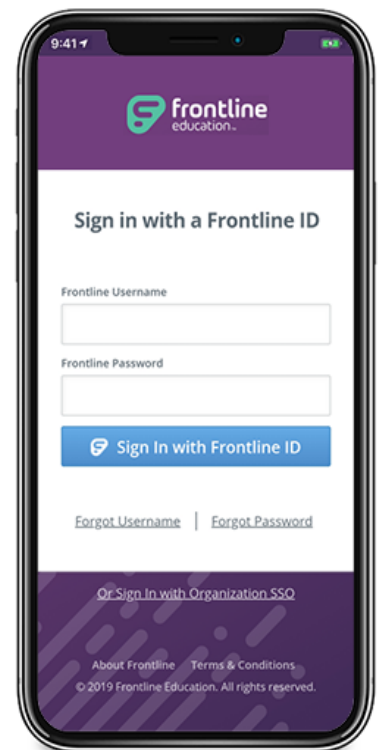 9:41
frontline
education™
Sign in with a Frontline ID
Frontline Username
Frontline Password
Sign In with Frontline ID
Forgot Username | Forgot Password
Or Sign In with Organization SSO
About Frontline Terms & Conditions
© 2019 Frontline Education. All rights reserved.